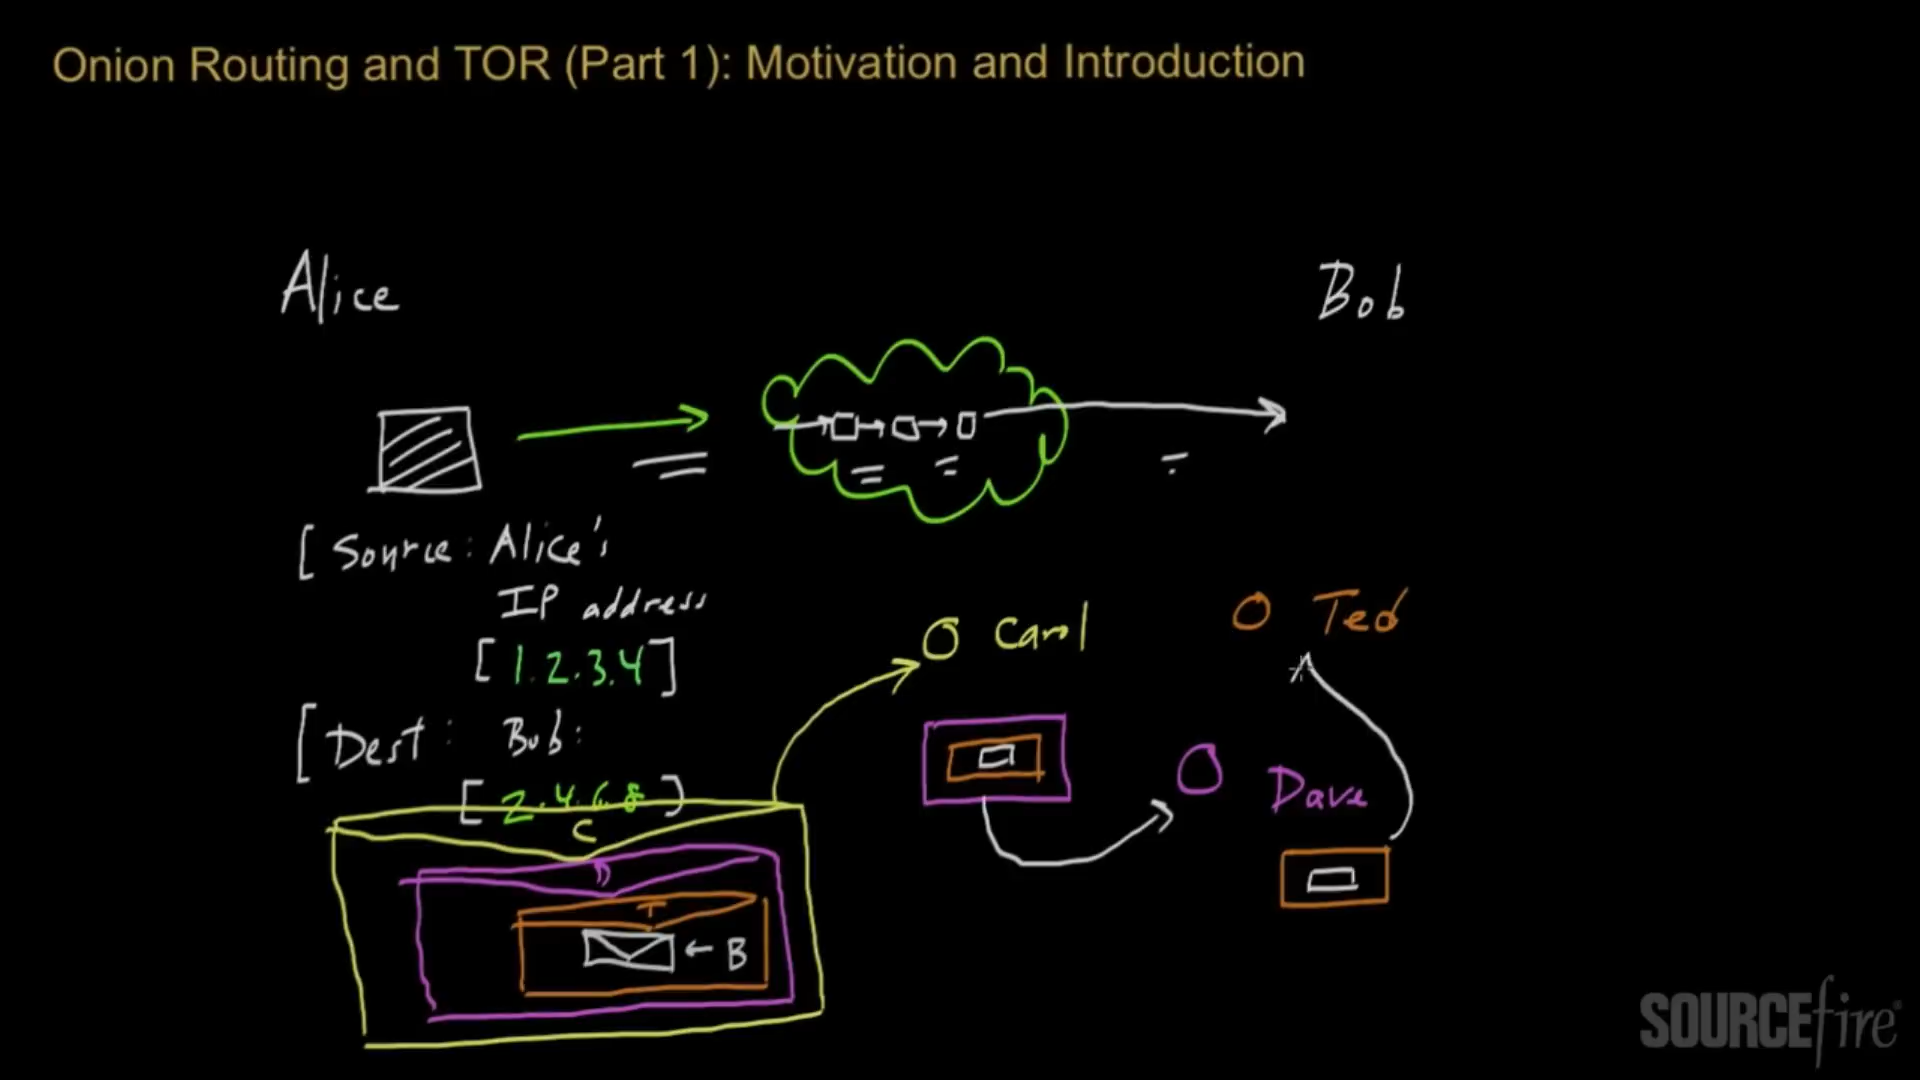 Onion Routing and TOR (Part 1): Motivation and Introduction
Alice
Bob
[ Source: Alice's
IP address
[ 1.2.3.4 ]
[ Dest: Bob:
[ 2.4.6.8 ]
C
D
T
← B
Carol
Ted
Dave
SOURCEfire®